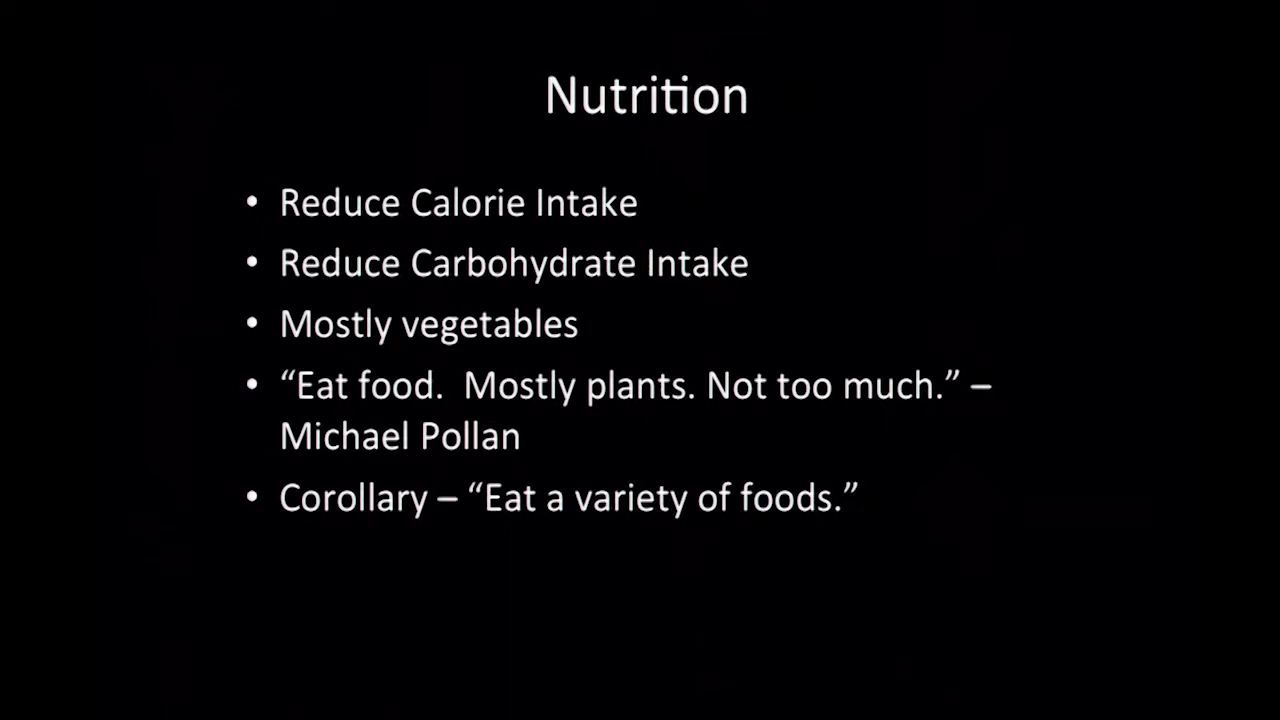 Nutrition
• Reduce Calorie Intake
• Reduce Carbohydrate Intake
• Mostly vegetables
• “Eat food.  Mostly plants. Not too much.” –
Michael Pollan
• Corollary – “Eat a variety of foods.”